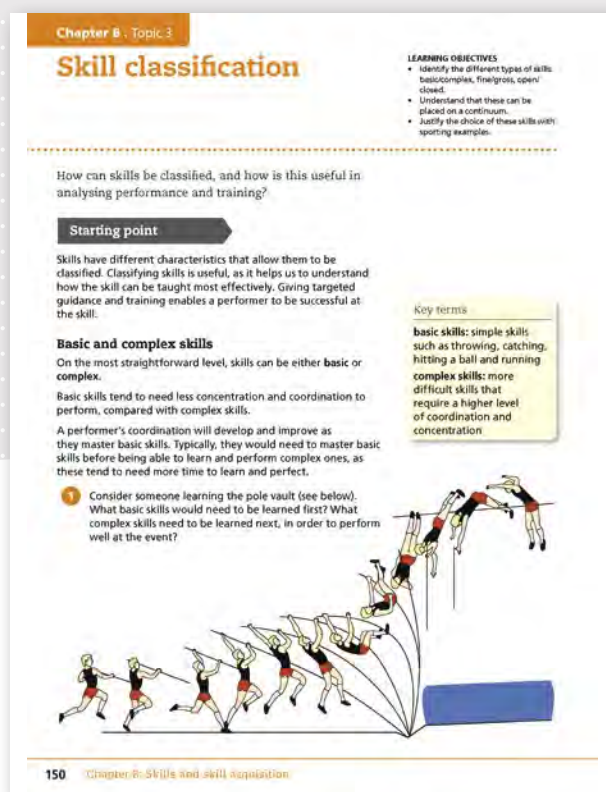 Chapter 8 . Topic 3
Skill classification
LEARNING OBJECTIVES
• Identify the different types of skills: basic/complex, fine/gross, open/
closed.
• Understand that these can be
placed on a continuum.
• Justify the choice of these skills with
sporting examples.
How can skills be classified, and how is this useful in
analysing performance and training?
Starting point
Skills have different characteristics that allow them to be
classified. Classifying skills is useful, as it helps us to understand
how the skill can be taught most effectively. Giving targeted
guidance and training enables a performer to be successful at
the skill.
Basic and complex skills
On the most straightforward level, skills can be either basic or
complex.
Basic skills tend to need less concentration and coordination to
perform, compared with complex skills.
A performer's coordination will develop and improve as
they master basic skills. Typically, they would need to master basic
skills before being able to learn and perform complex ones, as
these tend to need more time to learn and perfect.
1 Consider someone learning the pole vault (see below).
What basic skills would need to be learned first? What
complex skills need to be learned next, in order to perform
well at the event?
Key terms
basic skills: simple skills
such as throwing, catching,
hitting a ball and running
complex skills: more
difficult skills that
require a higher level
of coordination and
concentration
150 Chapter 8: Skills and skill acquisition